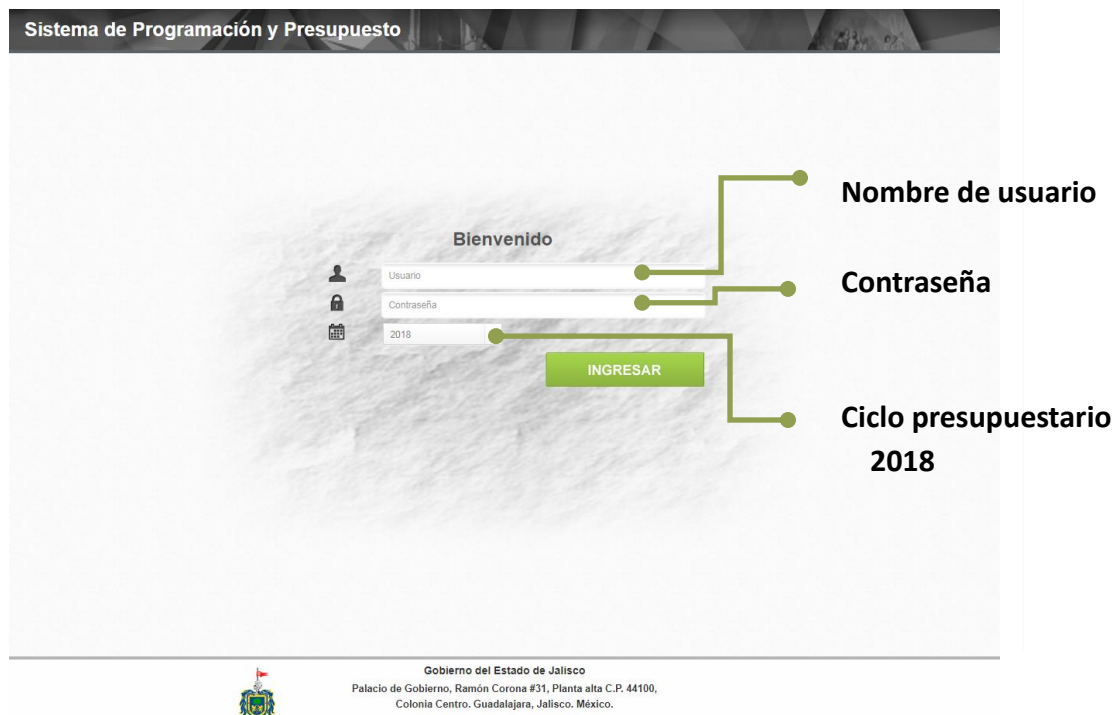 Sistema de Programación y Presupuesto
Nombre de usuario
Bienvenido
Usuario
Contraseña
Contraseña
2018
INGRESAR
Ciclo presupuestario
2018
Gobierno del Estado de Jalisco
Palacio de Gobierno, Ramón Corona #31, Planta alta C.P. 44100,
Colonia Centro. Guadalajara, Jalisco. México.